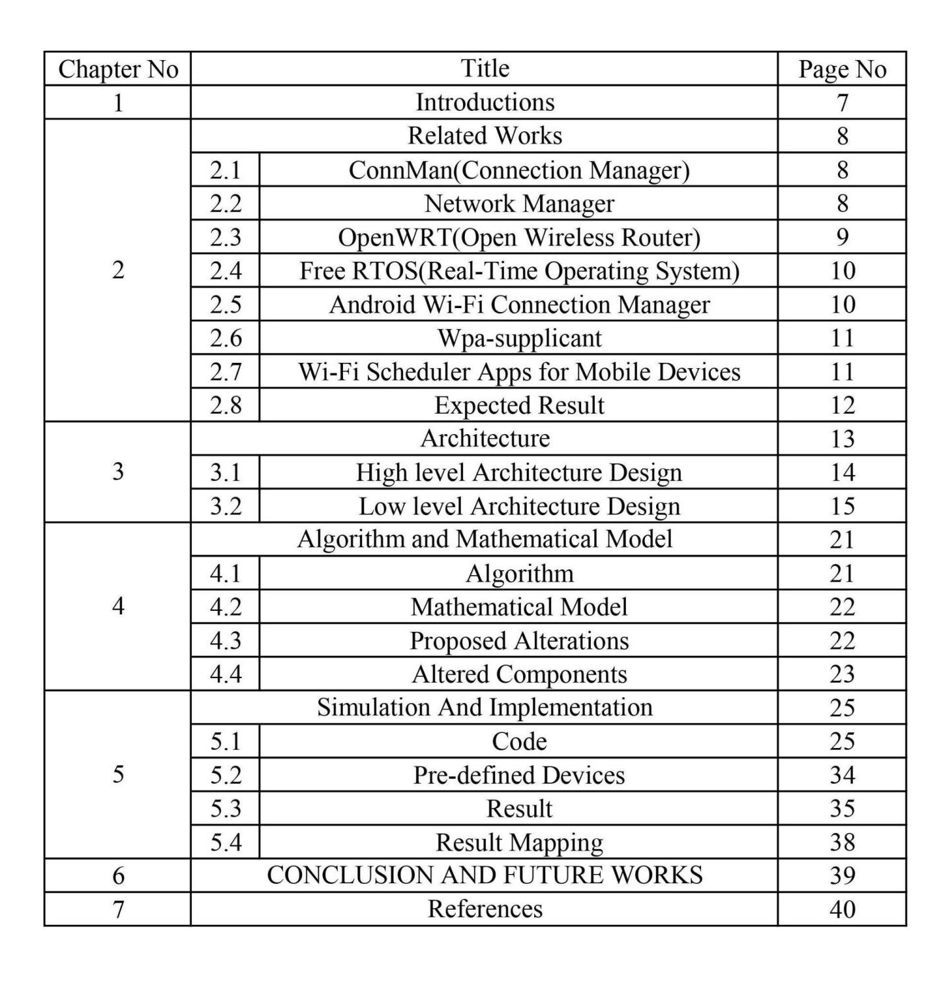 Chapter No Title Page No
1 Introductions 7
2 Related Works 8
2.1 ConnMan(Connection Manager) 8
2.2 Network Manager 8
2.3 OpenWRT(Open Wireless Router) 9
2.4 Free RTOS(Real-Time Operating System) 10
2.5 Android Wi-Fi Connection Manager 10
2.6 Wpa-supplicant 11
2.7 Wi-Fi Scheduler Apps for Mobile Devices 11
2.8 Expected Result 12
3 Architecture 13
3.1 High level Architecture Design 14
3.2 Low level Architecture Design 15
4 Algorithm and Mathematical Model 21
4.1 Algorithm 21
4.2 Mathematical Model 22
4.3 Proposed Alterations 22
4.4 Altered Components 23
5 Simulation And Implementation 25
5.1 Code 25
5.2 Pre-defined Devices 34
5.3 Result 35
5.4 Result Mapping 38
6 CONCLUSION AND FUTURE WORKS 39
7 References 40